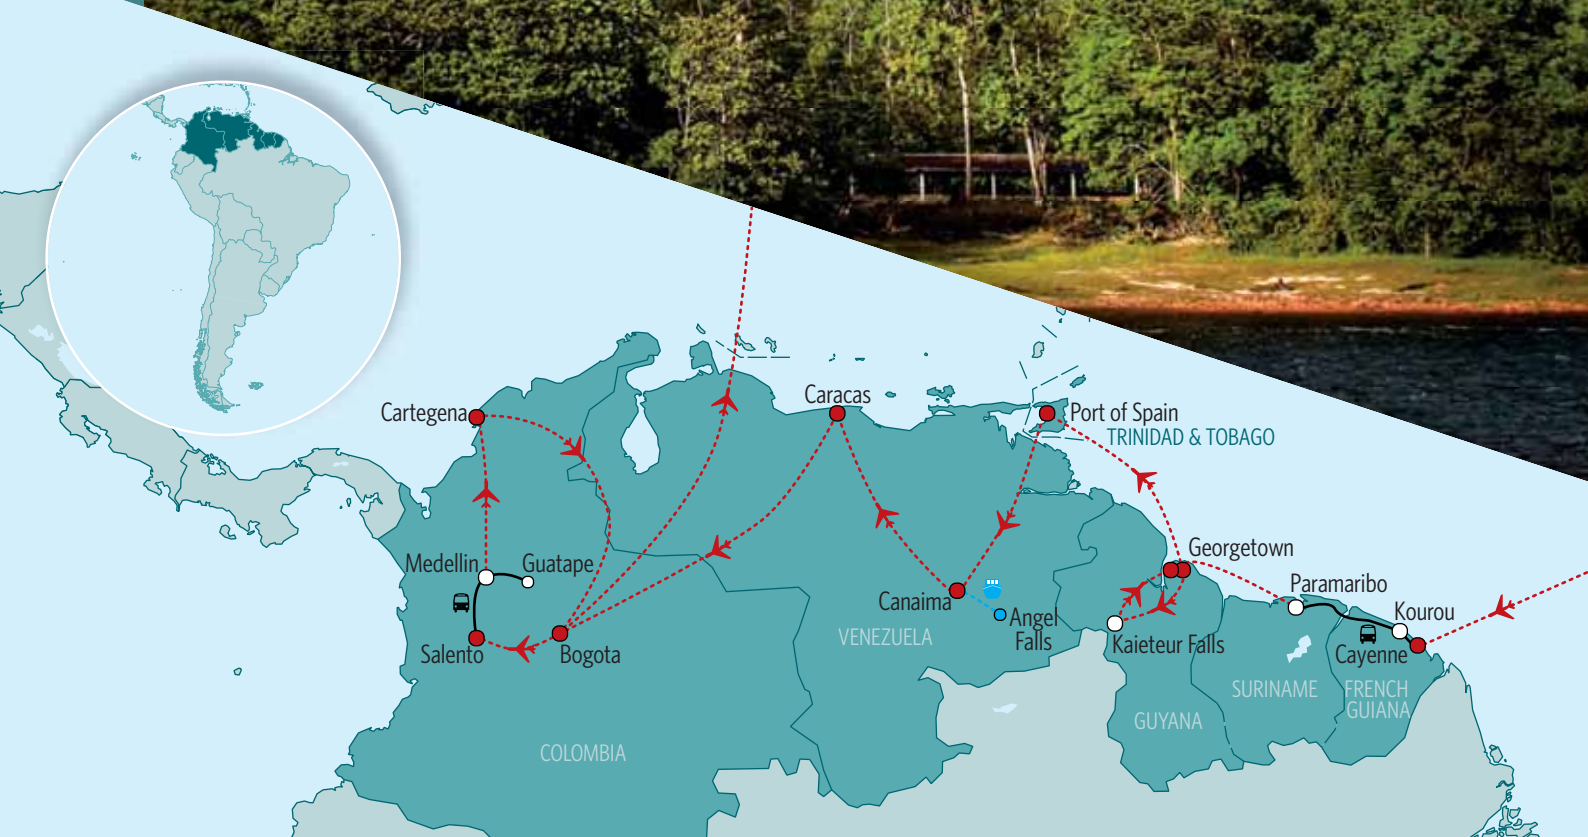 Cartegena
Caracas
Port of Spain
TRINIDAD & TOBAGO
Medellin
Guatape
Georgetown
Paramaribo
Canaima
Angel
Falls
Kourou
Salento
Bogota
VENEZUELA
Kaieteur Falls
Cayenne
SURINAME
FRENCH
GUIANA
GUYANA
COLOMBIA